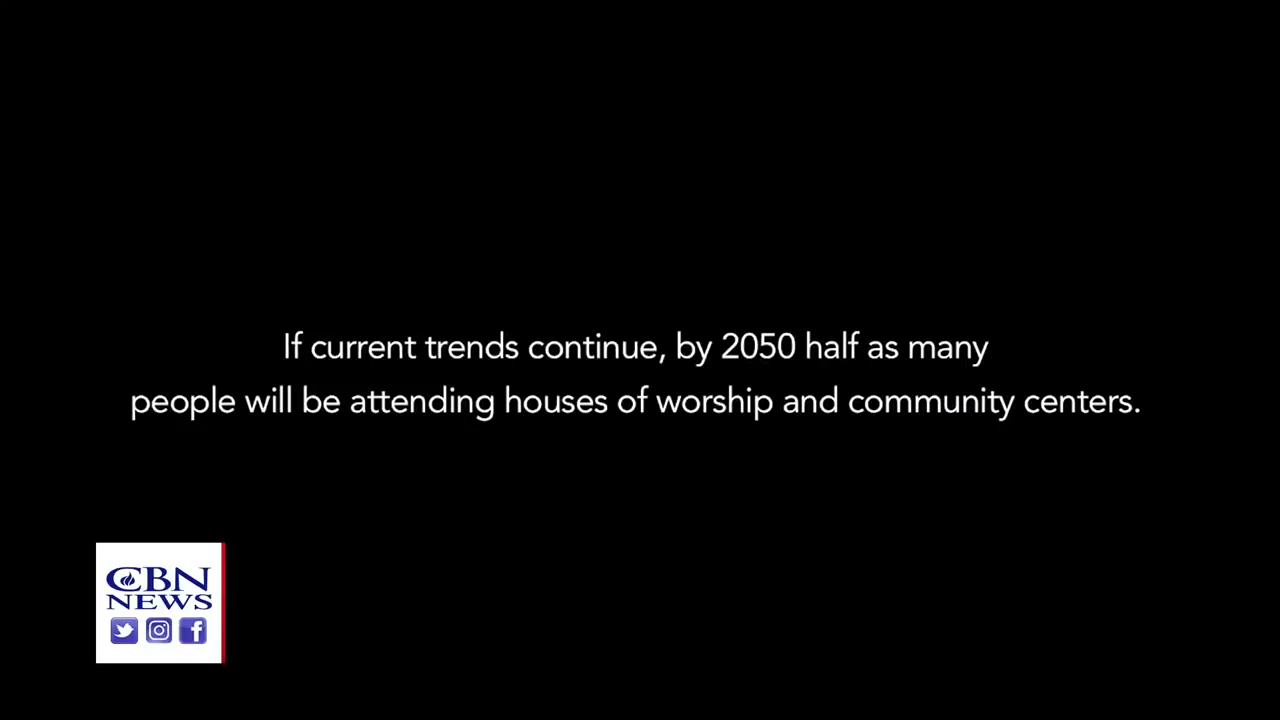 If current trends continue, by 2050 half as many
people will be attending houses of worship and community centers.
CBN
NEWS